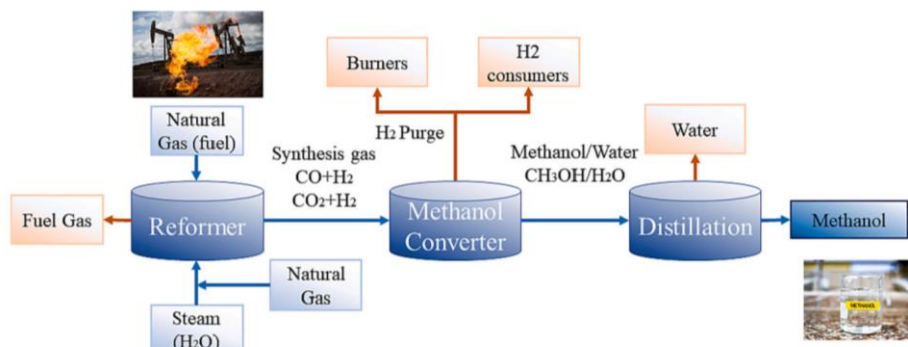 Burners
H2
consumers
Natural
Gas (fuel)
H₂ Purge
Water
Synthesis gas
CO+H₂
CO₂+H₂
Methanol/Water
CH₃OH/H₂O
Fuel Gas
Reformer
Methanol
Converter
Distillation
Methanol
Natural
Gas
Steam
(H₂O)
METHANOL